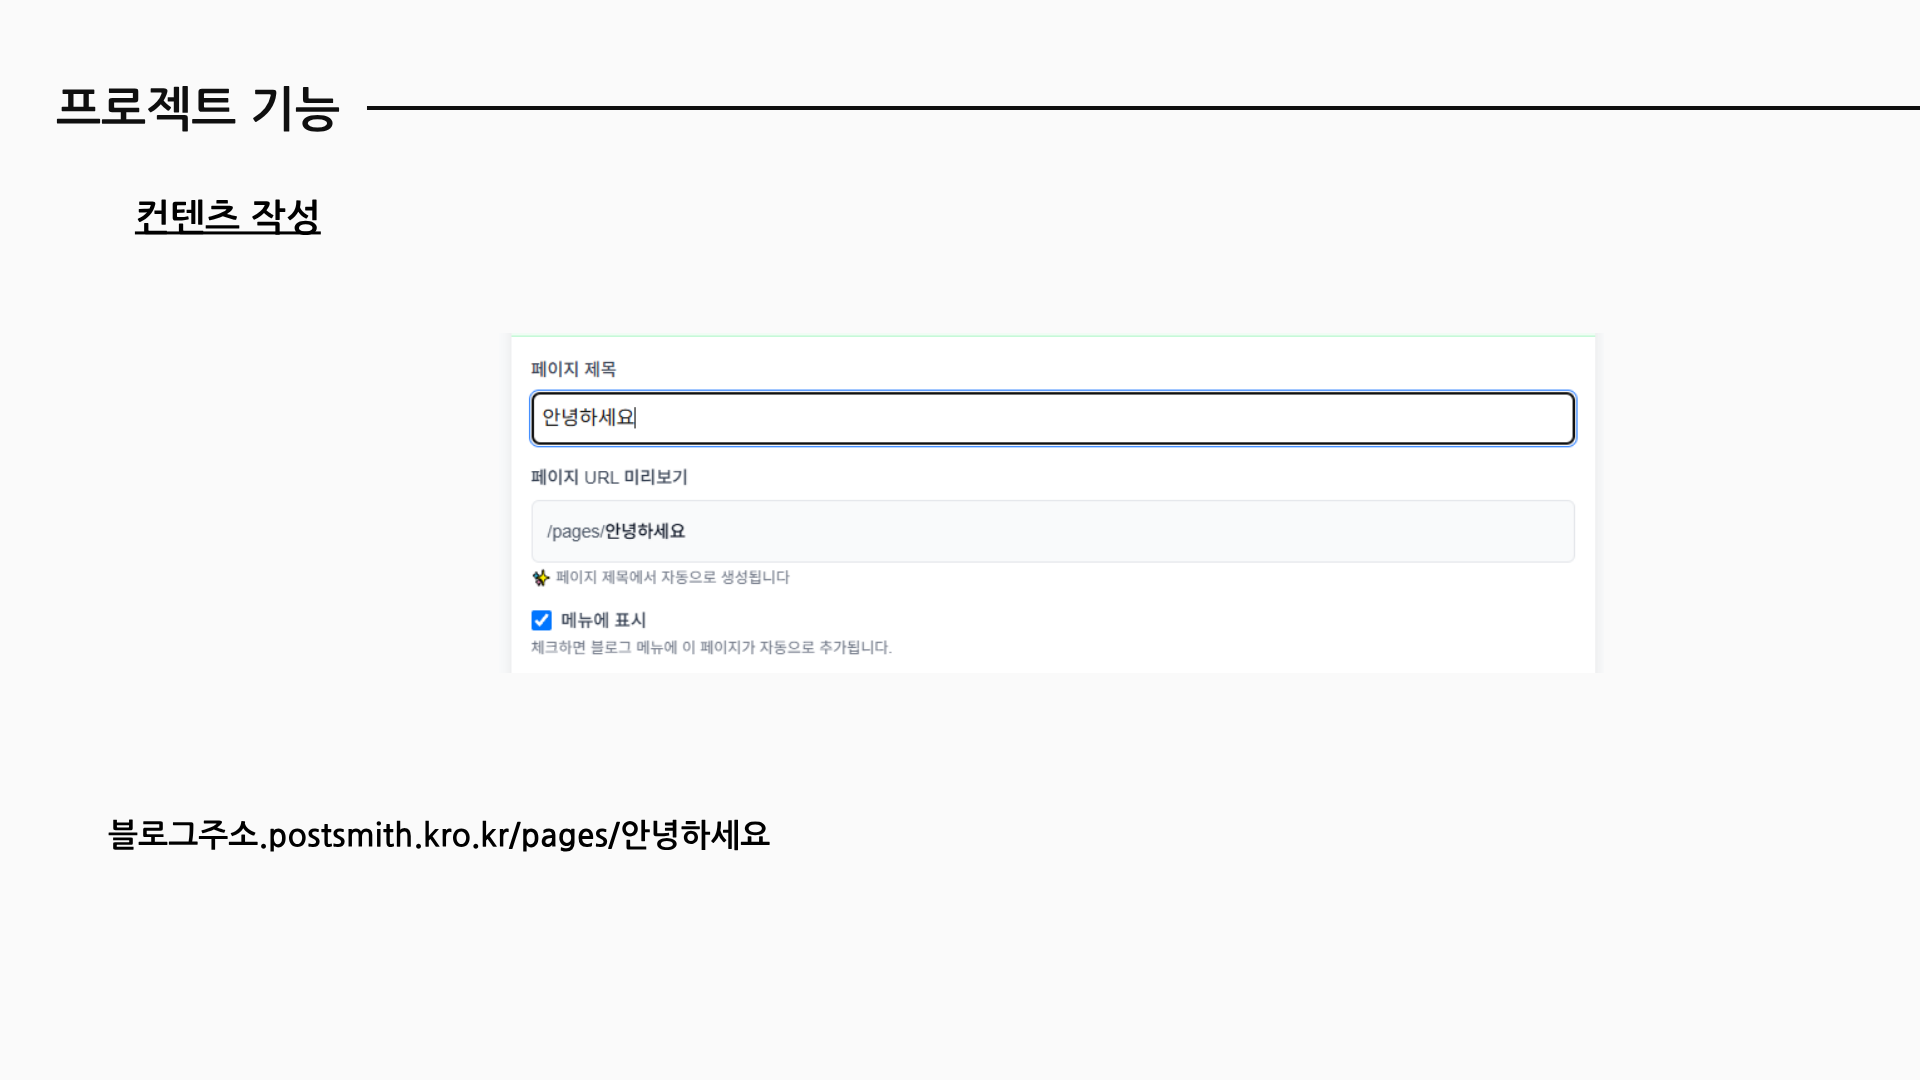 프로젝트 기능
컨텐츠 작성
페이지 제목
안녕하세요
페이지 URL 미리보기
/pages/안녕하세요
✨ 페이지 제목에서 자동으로 생성됩니다
메뉴에 표시
체크하면 블로그 메뉴에 이 페이지가 자동으로 추가됩니다.
블로그주소.postsmith.kro.kr/pages/안녕하세요